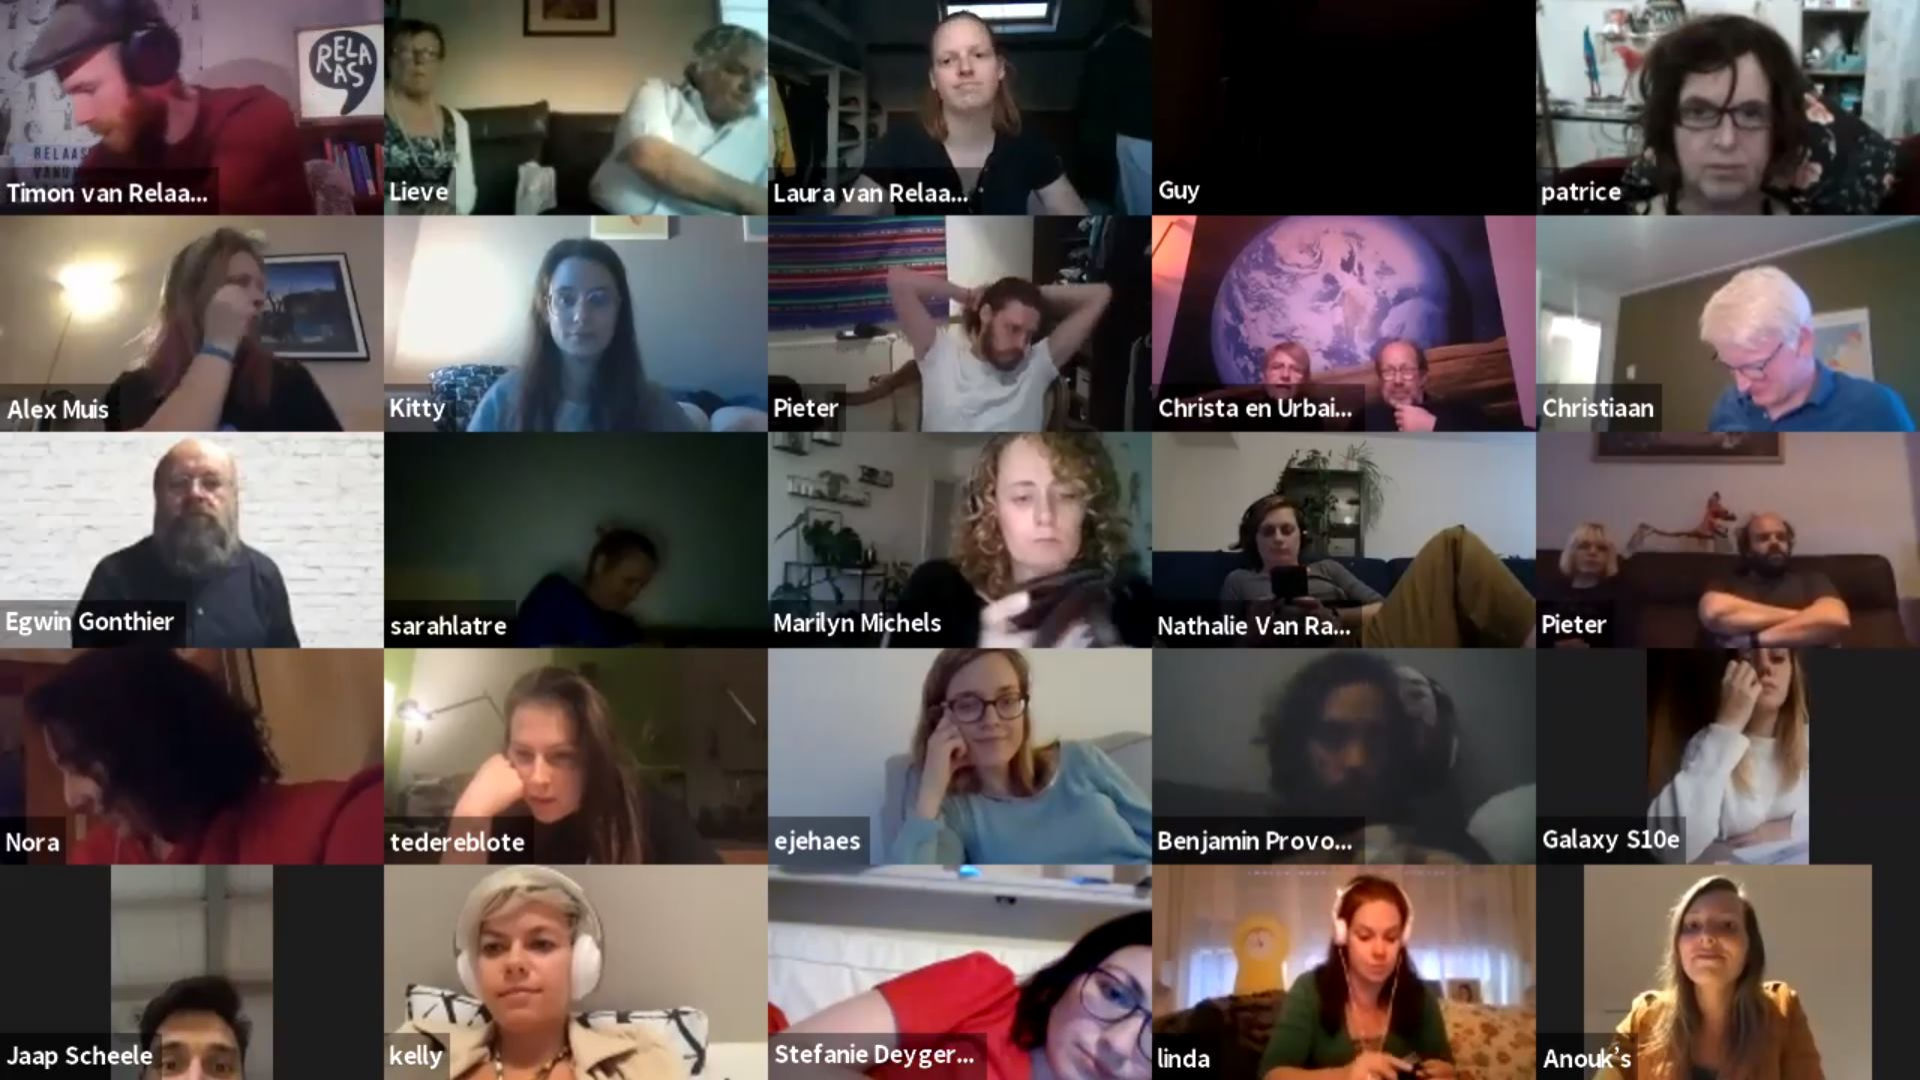 RELA
AS
RELAAS
VANU
Timon van Relaa...
Lieve
Laura van Relaa...
Guy
patrice
Alex Muis
Kitty
Pieter
Christa en Urbai...
Christiaan
Egwin Gonthier
sarahlatre
Marilyn Michels
Nathalie Van Ra...
Pieter
Nora
tedereblote
ejehaes
Benjamin Provo...
Galaxy S10e
Jaap Scheele
kelly
Stefanie Deyger...
linda
Anouk’s